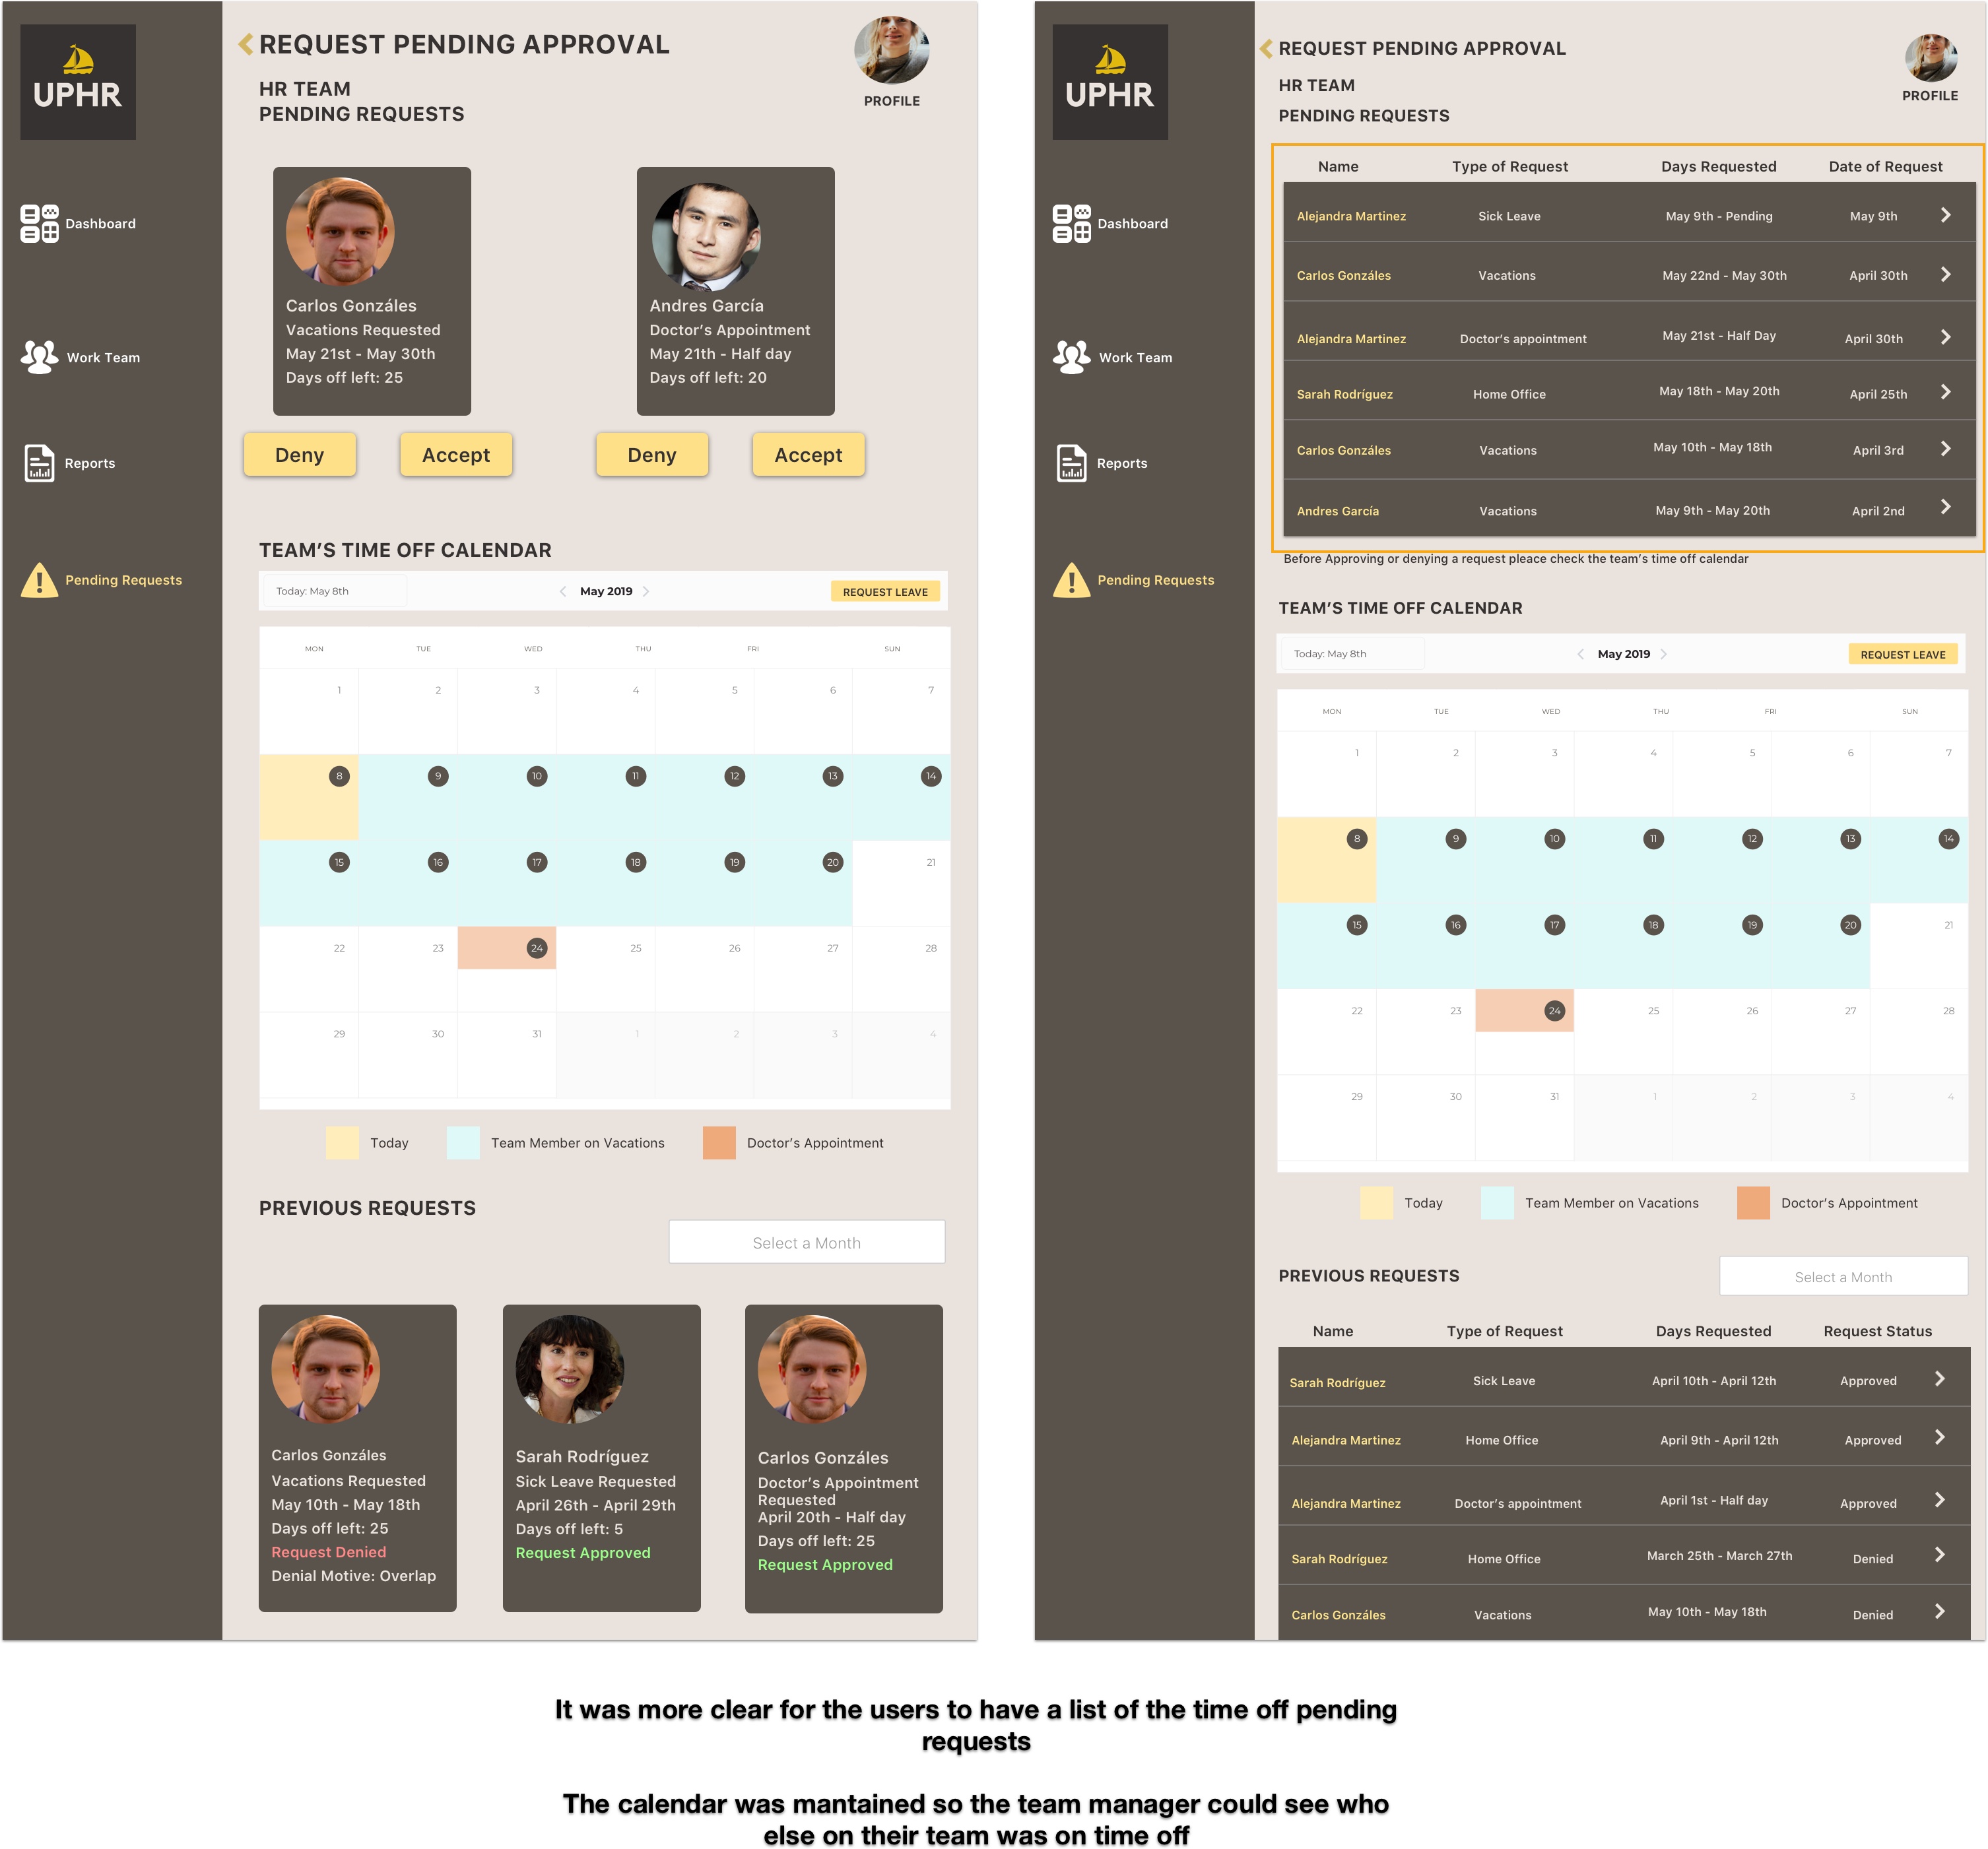 UPHR
REQUEST PENDING APPROVAL
HR TEAM
PENDING REQUESTS
PROFILE
Dashboard
Work Team
Reports
Pending Requests
Carlos Gonzáles
Vacations Requested
May 21st - May 30th
Days off left: 25
Andres García
Doctor's Appointment
May 21th - Half day
Days off left: 20
Deny
Accept
Deny
Accept
TEAM'S TIME OFF CALENDAR
Today: May 8th
May 2019
REQUEST LEAVE
MON TUE WED THU FRI SUN
1 2 3 4 5 6 7
8 9 10 11 12 13 14
15 16 17 18 19 20 21
22 23 24 25 26 27 28
29 30 31 1 2 3 4
Today
Team Member on Vacations
Doctor's Appointment
PREVIOUS REQUESTS
Select a Month
Carlos Gonzáles
Vacations Requested
May 10th - May 18th
Days off left: 25
Request Denied
Denial Motive: Overlap
Sarah Rodríguez
Sick Leave Requested
April 26th - April 29th
Days off left: 5
Request Approved
Carlos Gonzáles
Doctor's Appointment
Requested
April 20th - Half day
Days off left: 25
Request Approved
UPHR
REQUEST PENDING APPROVAL
HR TEAM
PENDING REQUESTS
PROFILE
Dashboard
Work Team
Reports
Pending Requests
Name Type of Request Days Requested Date of Request
Alejandra Martinez Sick Leave May 9th - Pending May 9th
Carlos Gonzáles Vacations May 22nd - May 30th April 30th
Alejandra Martinez Doctor's appointment May 21st - Half Day April 30th
Sarah Rodríguez Home Office May 18th - May 20th April 25th
Carlos Gonzáles Vacations May 10th - May 18th April 3rd
Andres García Vacations May 9th - May 20th April 2nd
Before Approving or denying a request pleace check the team's time off calendar
TEAM'S TIME OFF CALENDAR
Today: May 8th
May 2019
REQUEST LEAVE
MON TUE WED THU FRI SUN
1 2 3 4 5 6 7
8 9 10 11 12 13 14
15 16 17 18 19 20 21
22 23 24 25 26 27 28
29 30 31 1 2 3 4
Today
Team Member on Vacations
Doctor's Appointment
PREVIOUS REQUESTS
Select a Month
Name Type of Request Days Requested Request Status
Sarah Rodríguez Sick Leave April 10th - April 12th Approved
Alejandra Martinez Home Office April 9th - April 12th Approved
Alejandra Martinez Doctor's appointment April 1st - Half day Approved
Sarah Rodríguez Home Office March 25th - March 27th Denied
Carlos Gonzáles Vacations May 10th - May 18th Denied
It was more clear for the users to have a list of the time off pending
requests
The calendar was mantained so the team manager could see who
else on their team was on time off